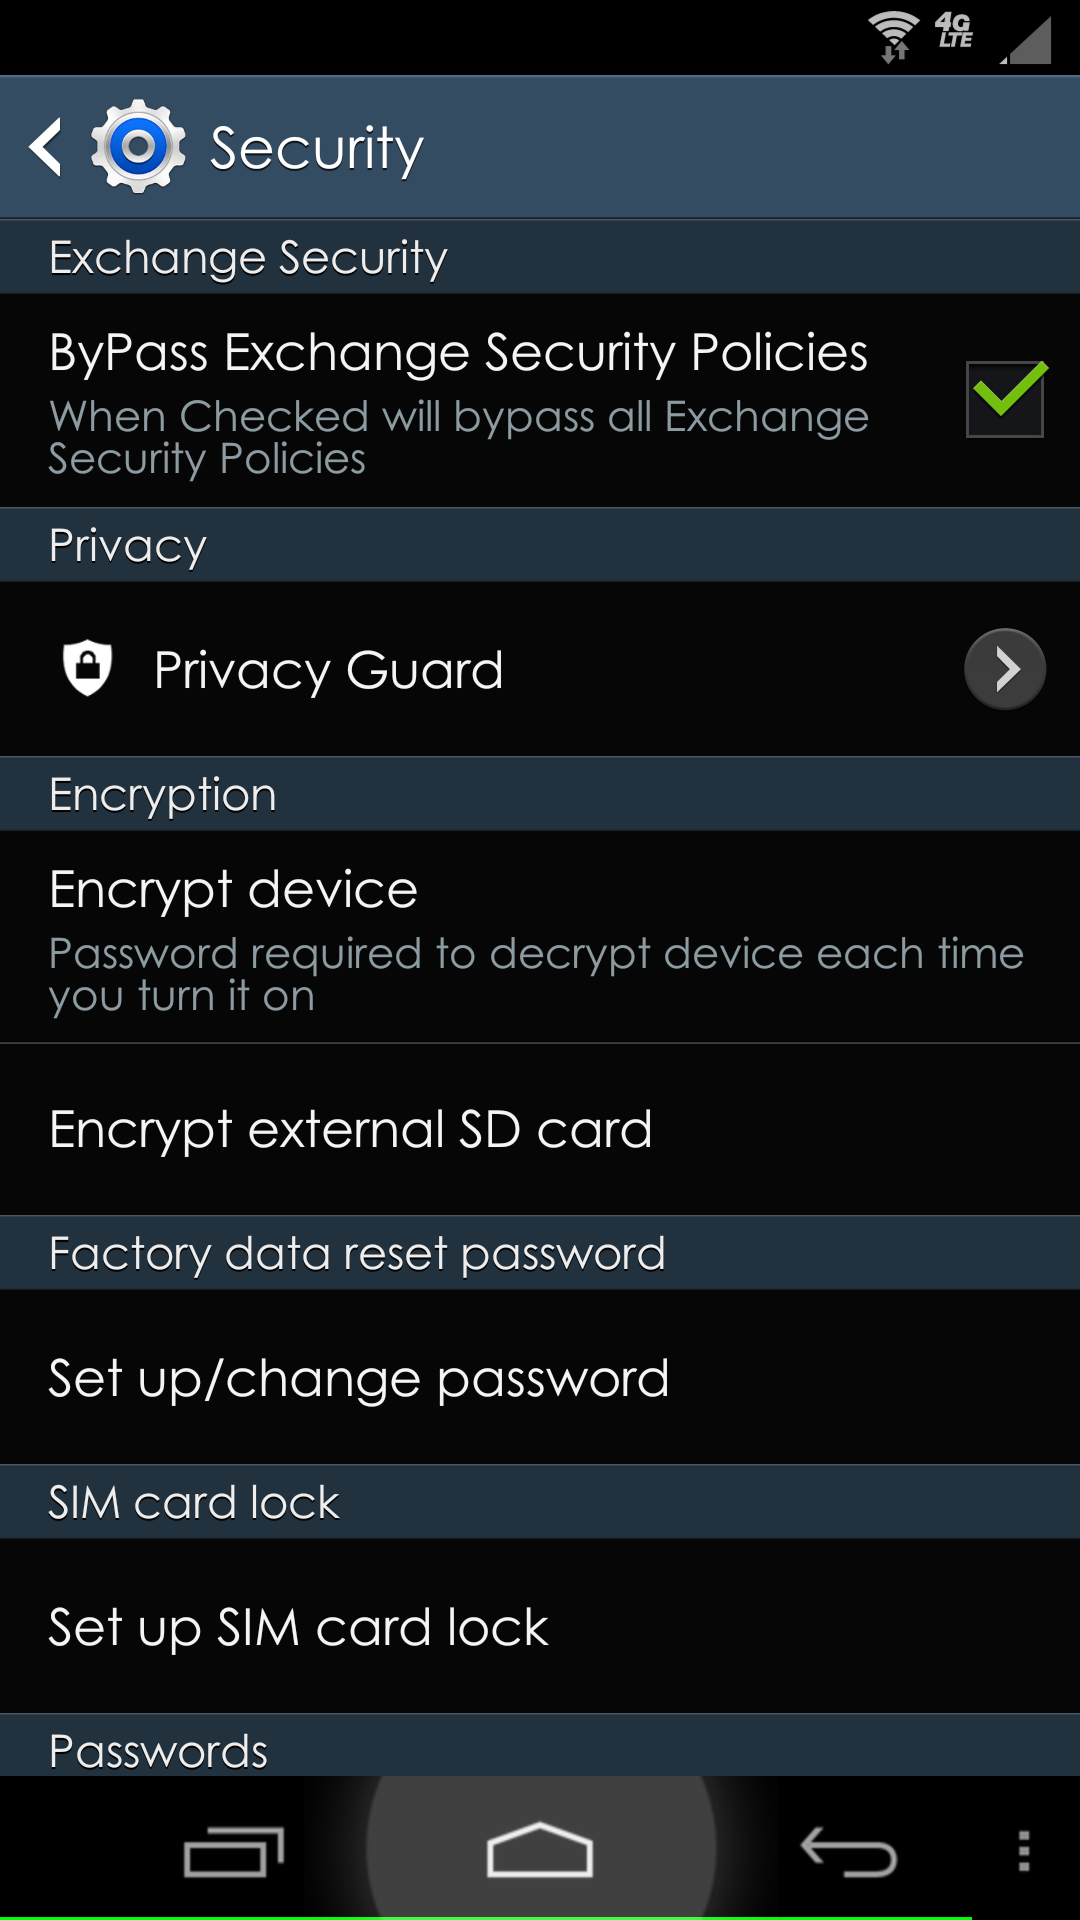 4G
LTE
Security
Exchange Security
ByPass Exchange Security Policies
When Checked will bypass all Exchange
Security Policies
Privacy
Privacy Guard
Encryption
Encrypt device
Password required to decrypt device each time
you turn it on
Encrypt external SD card
Factory data reset password
Set up/change password
SIM card lock
Set up SIM card lock
Passwords